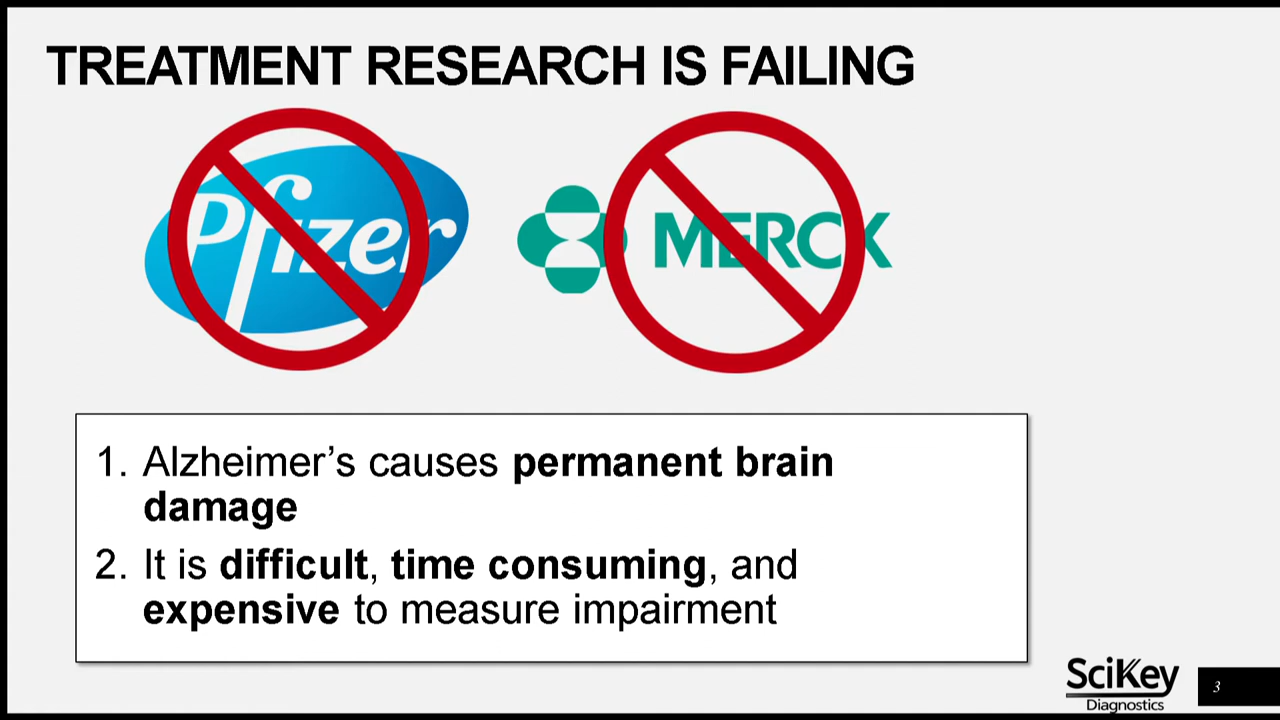 TREATMENT RESEARCH IS FAILING
Pfizer
MERCK
1. Alzheimer’s causes permanent brain
damage
2. It is difficult, time consuming, and
expensive to measure impairment
SciKey
Diagnostics
3